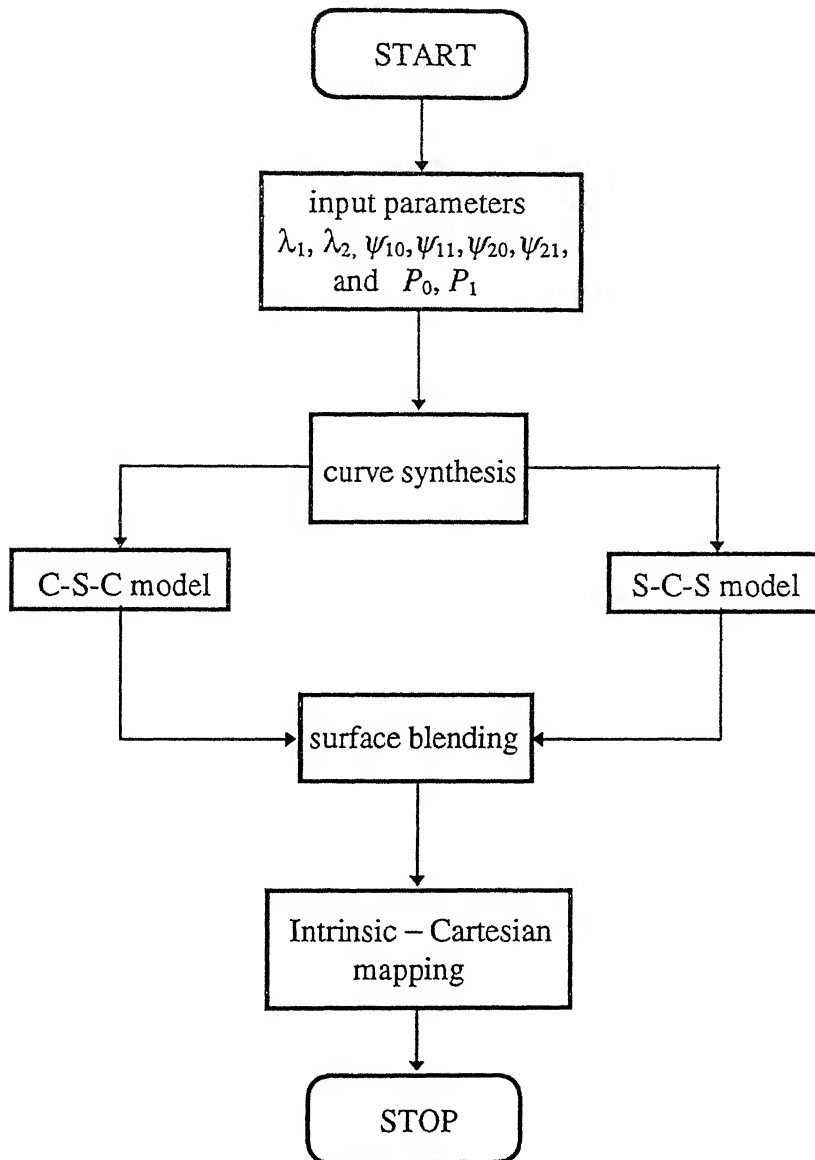 START
input parameters
λ₁, λ₂, ψ₁₀, ψ₁₁, ψ₂₀, ψ₂₁,
and P₀, P₁
curve synthesis
C-S-C model
S-C-S model
surface blending
Intrinsic – Cartesian
mapping
STOP